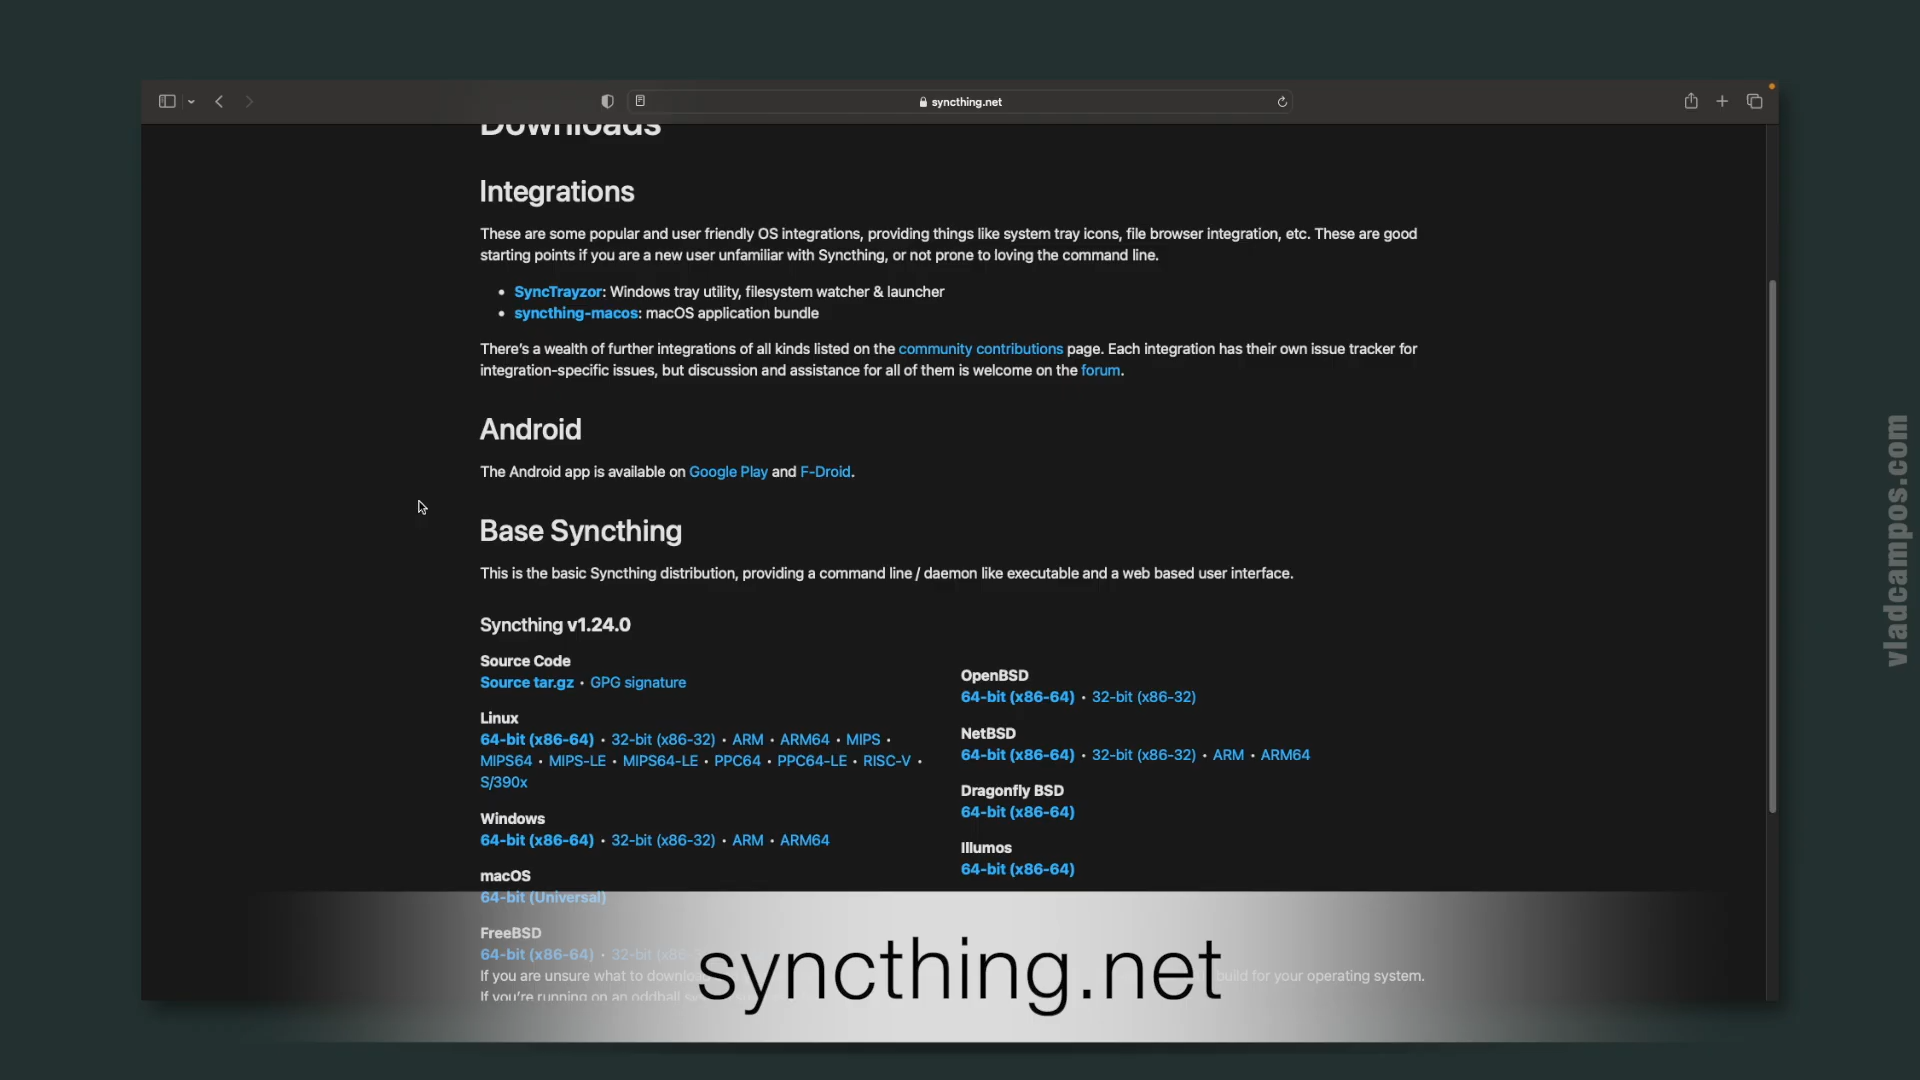 syncthing.net
Downloads
Integrations
These are some popular and user friendly OS integrations, providing things like system tray icons, file browser integration, etc. These are good
starting points if you are a new user unfamiliar with Syncthing, or not prone to loving the command line.
• SyncTrayzor: Windows tray utility, filesystem watcher & launcher
• syncthing-macos: macOS application bundle
There's a wealth of further integrations of all kinds listed on the community contributions page. Each integration has their own issue tracker for
integration-specific issues, but discussion and assistance for all of them is welcome on the forum.
Android
The Android app is available on Google Play and F-Droid.
Base Syncthing
This is the basic Syncthing distribution, providing a command line / daemon like executable and a web based user interface.
Syncthing v1.24.0
Source Code
Source tar.gz • GPG signature
Linux
64-bit (x86-64) • 32-bit (x86-32) • ARM • ARM64 • MIPS •
MIPS64 • MIPS-LE • MIPS64-LE • PPC64 • PPC64-LE • RISC-V •
S/390x
Windows
64-bit (x86-64) • 32-bit (x86-32) • ARM • ARM64
macOS
64-bit (Universal)
FreeBSD
64-bit (x86-64) • 32-bit
OpenBSD
64-bit (x86-64) • 32-bit (x86-32)
NetBSD
64-bit (x86-64) • 32-bit (x86-32) • ARM • ARM64
Dragonfly BSD
64-bit (x86-64)
Illumos
64-bit (x86-64)
If you are unsure what to build for your operating system.
If you're running on an oddball
syncthing.net
vladcampos.com